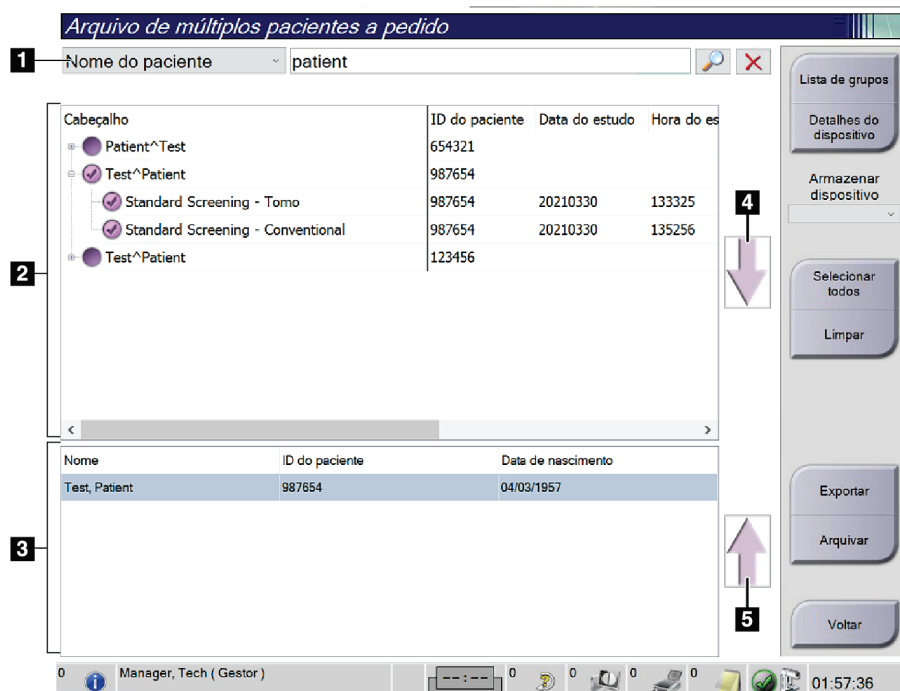 Arquivo de múltiplos pacientes a pedido
1
Nome do paciente patient
Lista de grupos
Detalhes do
dispositivo
Armazenar
dispositivo
Selecionar
todos
Limpar
Exportar
Arquivar
Voltar
2
Cabeçalho ID do paciente Data do estudo Hora do es
Patient^Test 654321
Test^Patient 987654
Standard Screening - Tomo 987654 20210330 133325
Standard Screening - Conventional 987654 20210330 135256
Test^Patient 123456
4
3
Nome ID do paciente Data de nascimento
Test, Patient 987654 04/03/1957
5
0 Manager, Tech ( Gestor ) --:-- 0 0 0 0 01:57:36